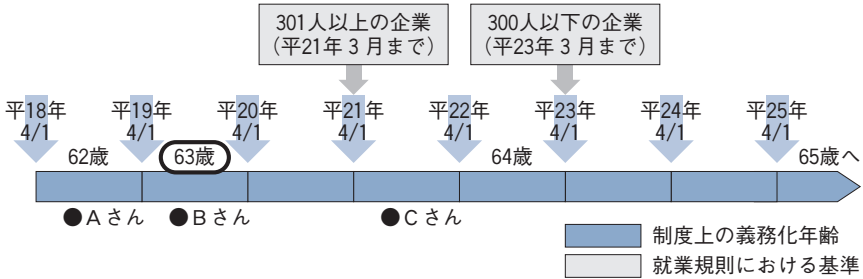 301人以上の企業
（平21年3月まで）
300人以下の企業
（平23年3月まで）
平18年
4/1
平19年
4/1
平20年
4/1
平21年
4/1
平22年
4/1
平23年
4/1
平24年
4/1
平25年
4/1
62歳
63歳
64歳
65歳へ
●Aさん
●Bさん
●Cさん
制度上の義務化年齢
就業規則における基準